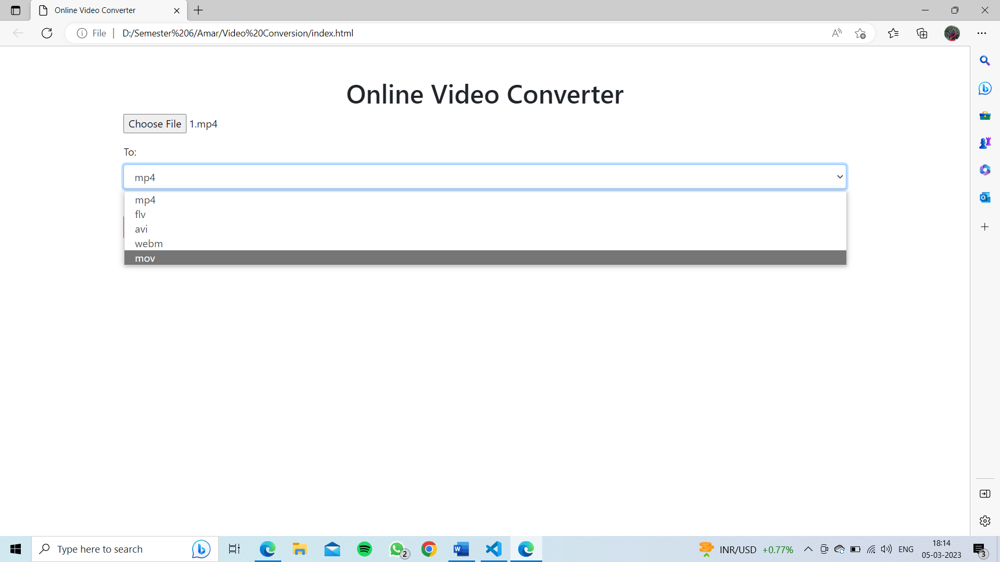 Online Video Converter
File
D:/Semester%206/Amar/Video%20Conversion/index.html
Online Video Converter
Choose File 1.mp4
To:
mp4
mp4
flv
avi
webm
mov
Type here to search
2
INR/USD +0.77%
ENG
18:14
05-03-2023
3